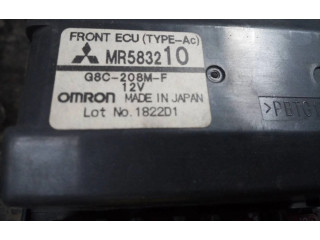 FRONT ECU (TYPE-Ac)
MR583210
G8C-208M-F
12V
OMRON MADE IN JAPAN
Lot No.1822D1